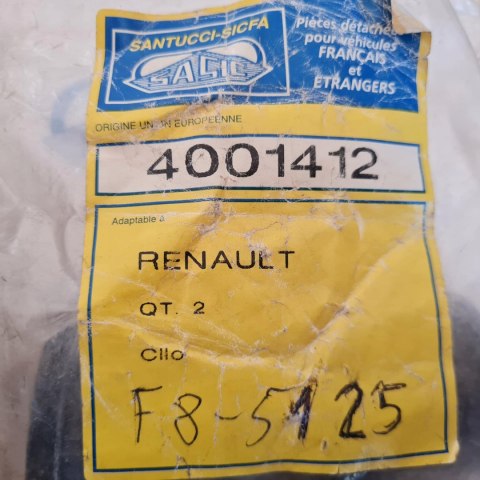 SANTUCCI-SICFA
SASIC
Pièces détachées
pour véhicules
FRANÇAIS
et
ETRANGERS
ORIGINE UNION EUROPÉENNE
4001412
Adaptable à
RENAULT
QT. 2
Clio
F8-5125